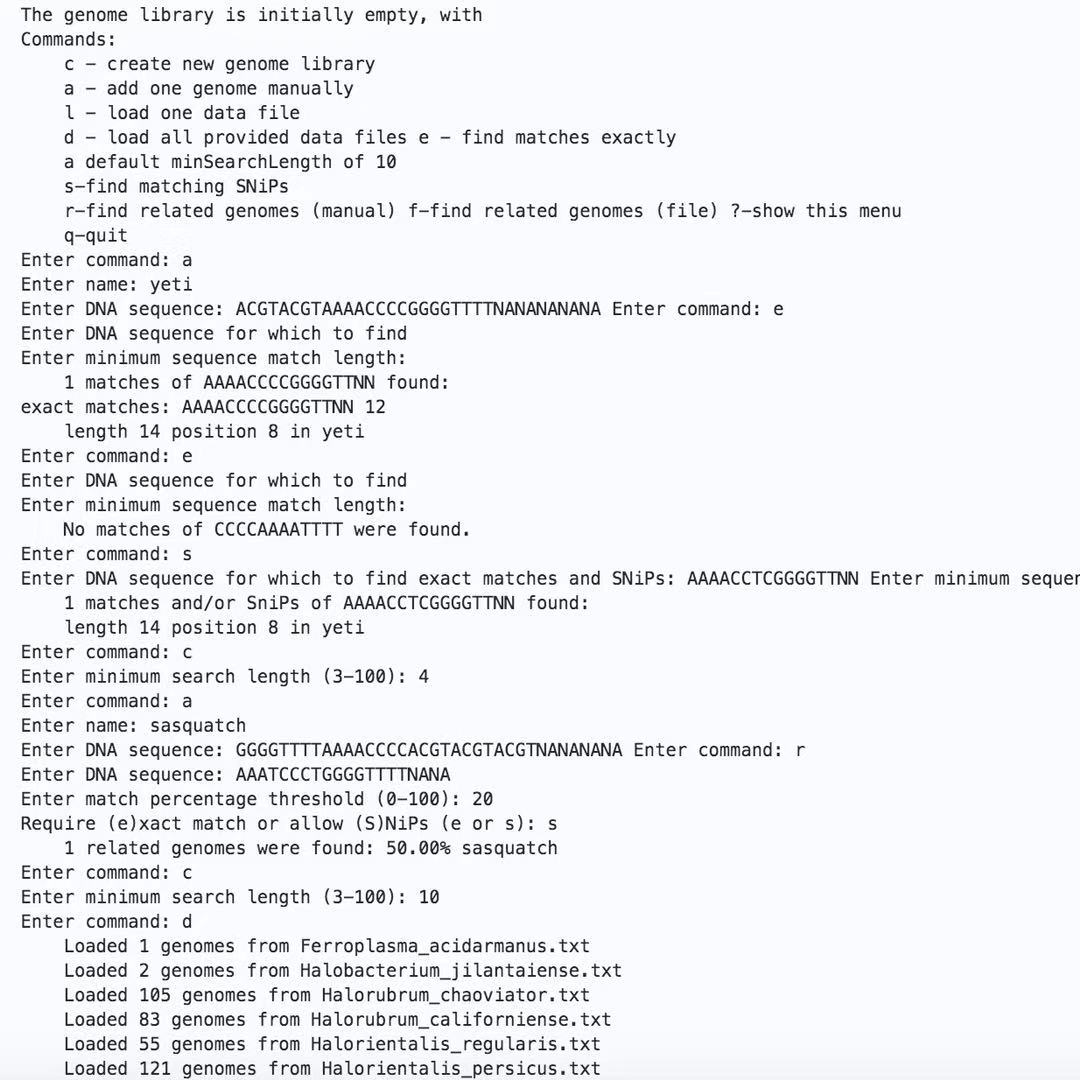 The genome library is initially empty, with
Commands:
c – create new genome library
a – add one genome manually
l – load one data file
d – load all provided data files e – find matches exactly
a default minSearchLength of 10
s-find matching SNiPs
r-find related genomes (manual) f-find related genomes (file) ?-show this menu
q-quit
Enter command: a
Enter name: yeti
Enter DNA sequence: ACGTACGTAAAACCCCGGGGTTTTNANANANANA Enter command: e
Enter DNA sequence for which to find
Enter minimum sequence match length:
1 matches of AAAACCCCGGGGTTNN found:
exact matches: AAAACCCCGGGGTTNN 12
length 14 position 8 in yeti
Enter command: e
Enter DNA sequence for which to find
Enter minimum sequence match length:
No matches of CCCCAAAATTTT were found.
Enter command: s
Enter DNA sequence for which to find exact matches and SNiPs: AAAACCTCGGGGTTNN Enter minimum sequen
1 matches and/or SniPs of AAAACCTCGGGGTTNN found:
length 14 position 8 in yeti
Enter command: c
Enter minimum search length (3–100): 4
Enter command: a
Enter name: sasquatch
Enter DNA sequence: GGGGTTTTAAAACCCCACGTACGTACGTNANANANA Enter command: r
Enter DNA sequence: AAATCCCTGGGGTTTTNANA
Enter match percentage threshold (0–100): 20
Require (e)xact match or allow (S)NiPs (e or s): s
1 related genomes were found: 50.00% sasquatch
Enter command: c
Enter minimum search length (3–100): 10
Enter command: d
Loaded 1 genomes from Ferroplasma_acidarmanus.txt
Loaded 2 genomes from Halobacterium_jilantaiense.txt
Loaded 105 genomes from Halorubrum_chaoviator.txt
Loaded 83 genomes from Halorubrum_californiense.txt
Loaded 55 genomes from Halorientalis_regularis.txt
Loaded 121 genomes from Halorientalis_persicus.txt